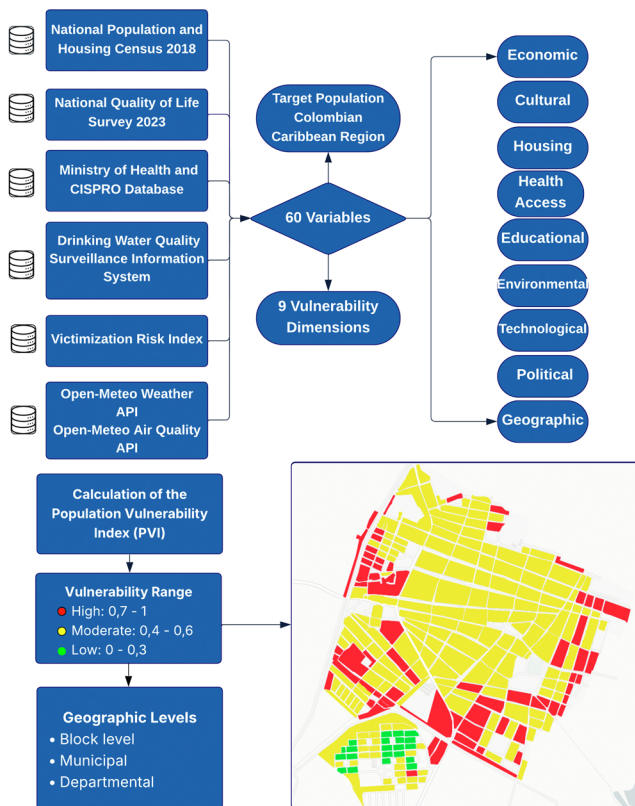 National Population and
Housing Census 2018
National Quality of Life
Survey 2023
Ministry of Health and
CISPRO Database
Drinking Water Quality
Surveillance Information
System
Victimization Risk Index
Open-Meteo Weather
API
Open-Meteo Air Quality
API
Target Population
Colombian
Caribbean Region
60 Variables
9 Vulnerability
Dimensions
Economic
Cultural
Housing
Health
Access
Educational
Environmental
Technological
Political
Geographic
Calculation of the
Population Vulnerability
Index (PVI)
Vulnerability Range
High: 0,7 - 1
Moderate: 0,4 - 0,6
Low: 0 - 0,3
Geographic Levels
• Block level
• Municipal
• Departmental